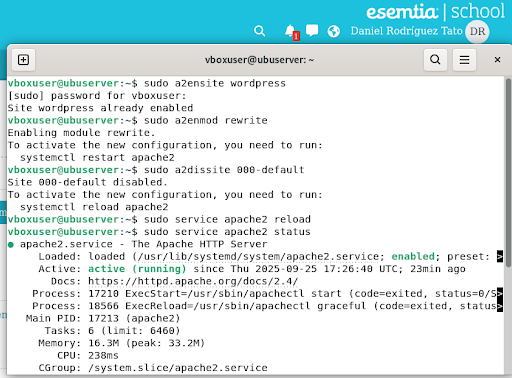 esemtia | school
1
Daniel Rodríguez Tato DR
vboxuser@ubuserver: ~
vboxuser@ubuserver:~$ sudo a2ensite wordpress
[sudo] password for vboxuser:
Site wordpress already enabled
vboxuser@ubuserver:~$ sudo a2enmod rewrite
Enabling module rewrite.
To activate the new configuration, you need to run:
  systemctl restart apache2
vboxuser@ubuserver:~$ sudo a2dissite 000-default
Site 000-default disabled.
To activate the new configuration, you need to run:
  systemctl reload apache2
vboxuser@ubuserver:~$ sudo service apache2 reload
vboxuser@ubuserver:~$ sudo service apache2 status
● apache2.service - The Apache HTTP Server
     Loaded: loaded (/usr/lib/systemd/system/apache2.service; enabled; preset: >
     Active: active (running) since Thu 2025-09-25 17:26:40 UTC; 23min ago
       Docs: https://httpd.apache.org/docs/2.4/
    Process: 17210 ExecStart=/usr/sbin/apachectl start (code=exited, status=0/S>
    Process: 18566 ExecReload=/usr/sbin/apachectl graceful (code=exited, status>
   Main PID: 17213 (apache2)
      Tasks: 6 (limit: 6460)
     Memory: 16.3M (peak: 33.2M)
        CPU: 238ms
     CGroup: /system.slice/apache2.service